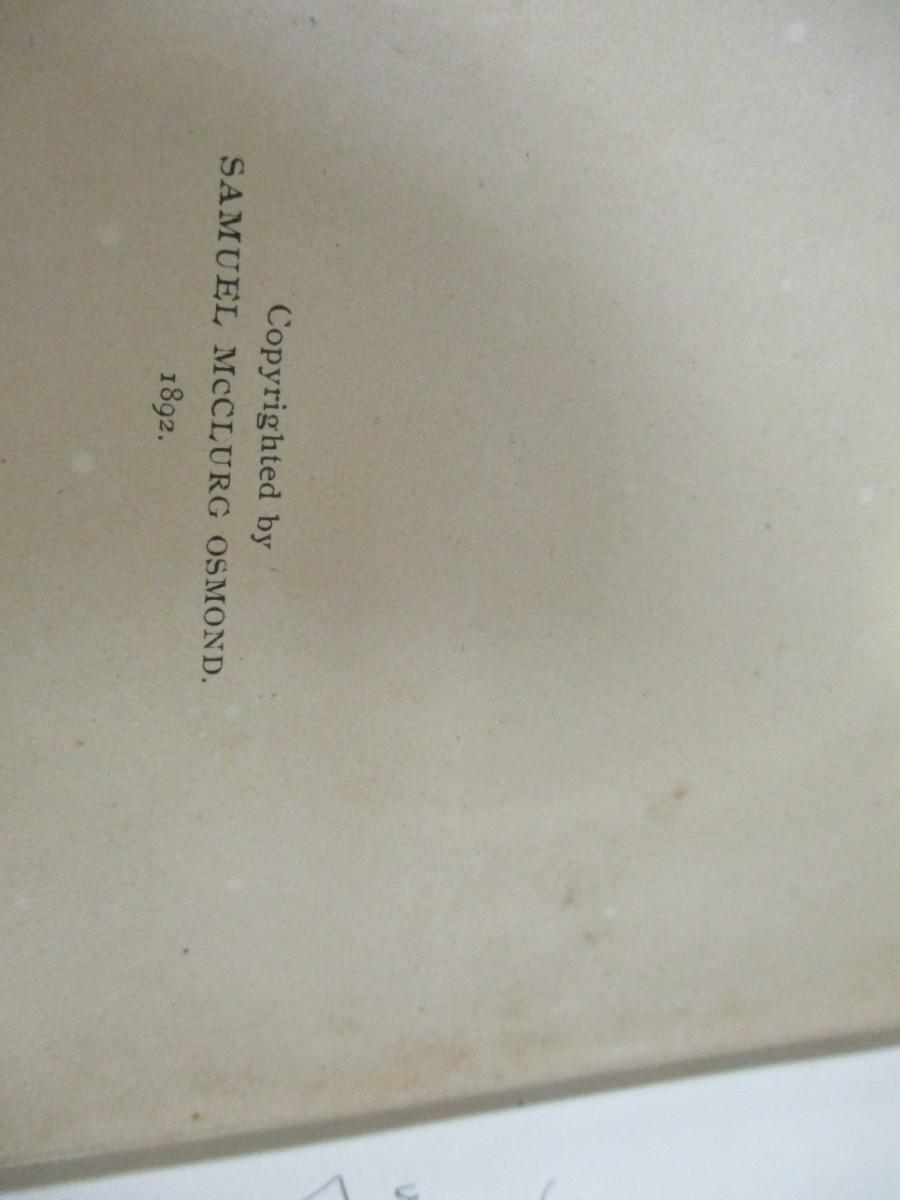 Copyrighted by
SAMUEL McCLURG OSMOND.
1892.